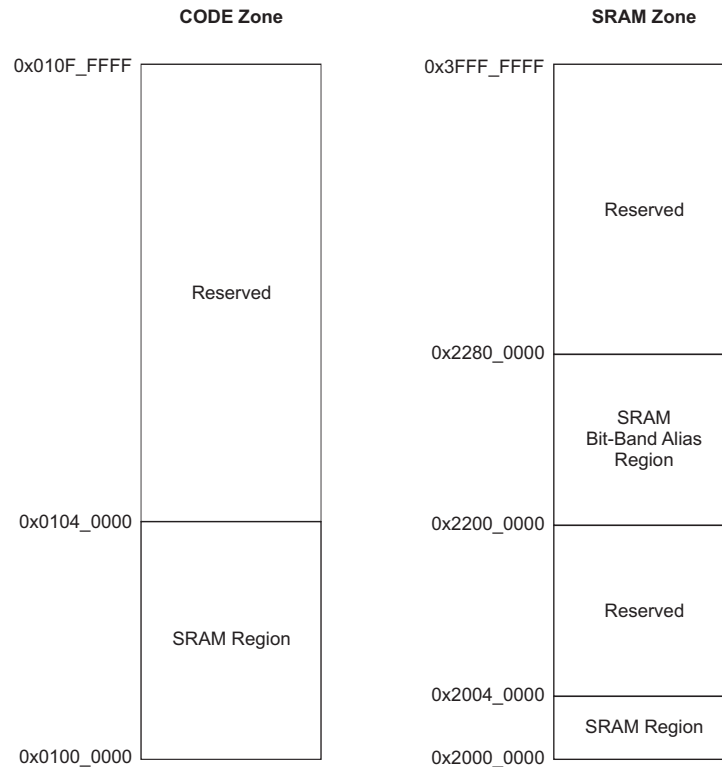 CODE Zone
0x010F_FFFF
Reserved
0x0104_0000
SRAM Region
0x0100_0000
SRAM Zone
0x3FFF_FFFF
Reserved
0x2280_0000
SRAM
Bit-Band Alias
Region
0x2200_0000
Reserved
0x2004_0000
SRAM Region
0x2000_0000